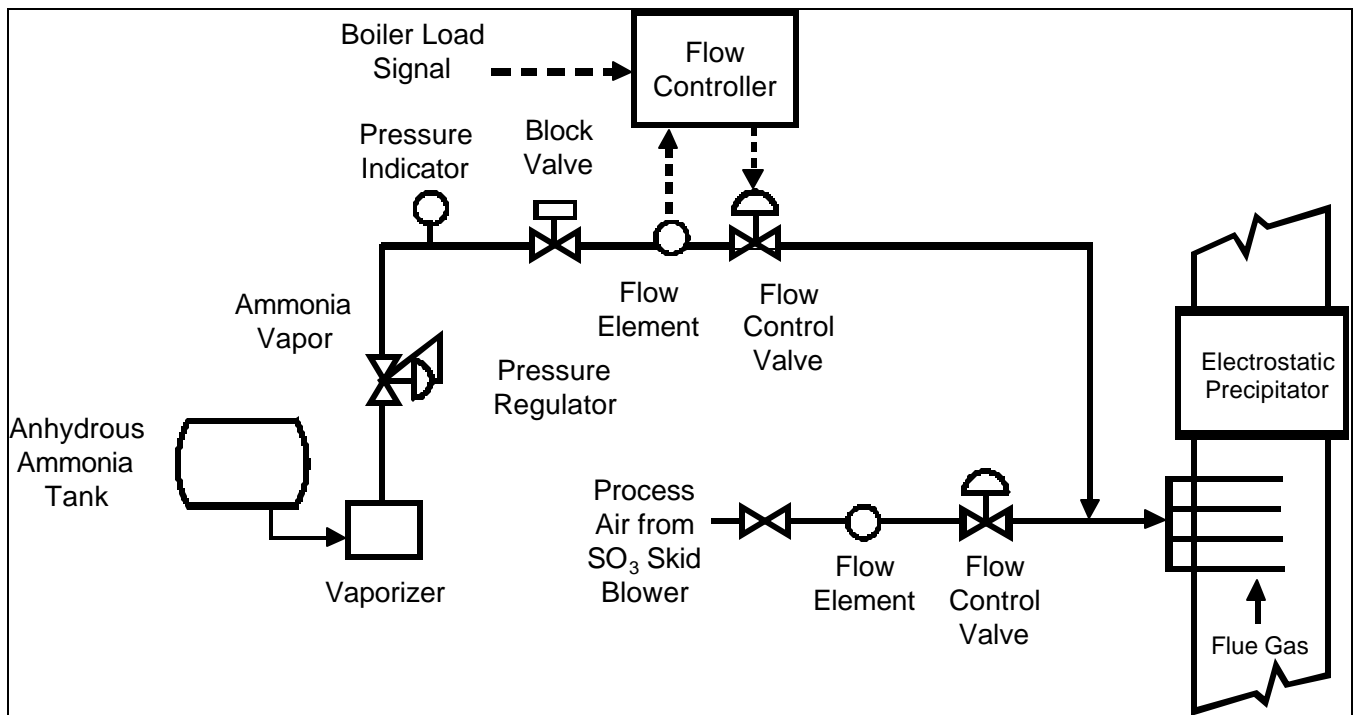 Boiler Load
Signal
Flow
Controller
Pressure
Indicator
Block
Valve
Flow
Element
Flow
Control
Valve
Ammonia
Vapor
Pressure
Regulator
Electrostatic
Precipitator
Anhydrous
Ammonia
Tank
Vaporizer
Process
Air from
SO₃ Skid
Blower
Flow
Element
Flow
Control
Valve
Flue Gas